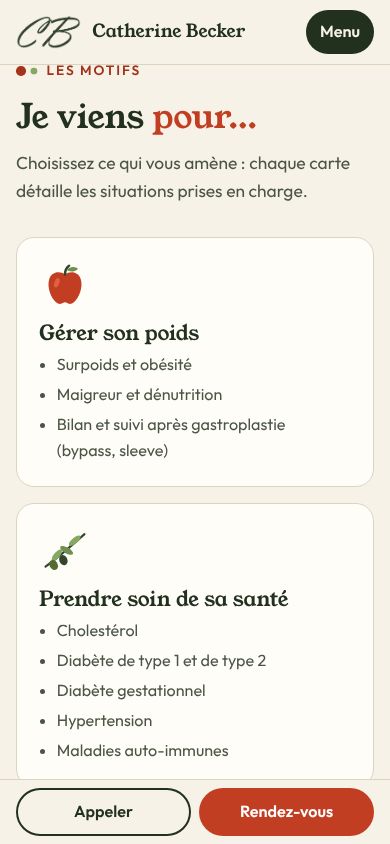 CB Catherine Becker
Menu
LES MOTIFS
Je viens pour...
Choisissez ce qui vous amène : chaque carte
détaille les situations prises en charge.
Gérer son poids
• Surpoids et obésité
• Maigreur et dénutrition
• Bilan et suivi après gastroplastie
(bypass, sleeve)
Prendre soin de sa santé
• Cholestérol
• Diabète de type 1 et de type 2
• Diabète gestationnel
• Hypertension
• Maladies auto-immunes
Appeler
Rendez-vous